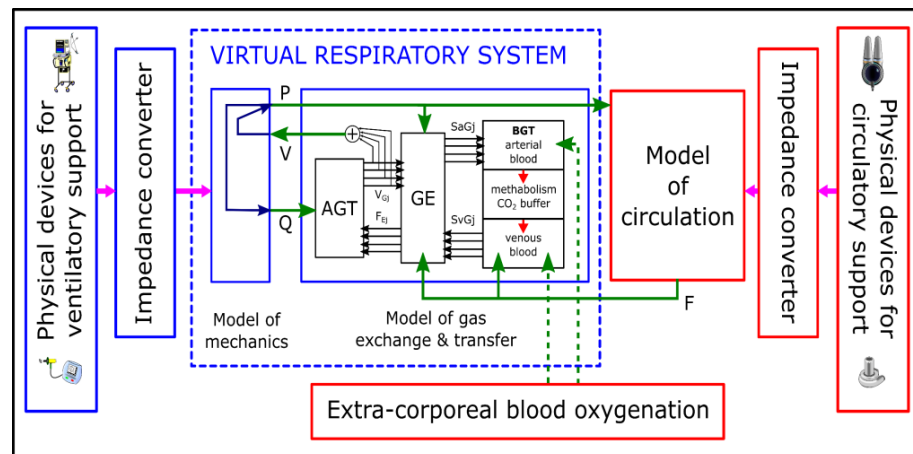 Physical devices for
ventilatory support
Impedance converter
VIRTUAL RESPIRATORY SYSTEM
P
V
Q
AGT
V_Gj
F_Ej
GE
SaGj
SvGj
BGT
arterial
blood
methabolism
CO₂ buffer
venous
blood
Model of
mechanics
Model of gas
exchange & transfer
Model
of
circulation
F
Impedance converter
Physical devices for
circulatory support
Extra-corporeal blood oxygenation